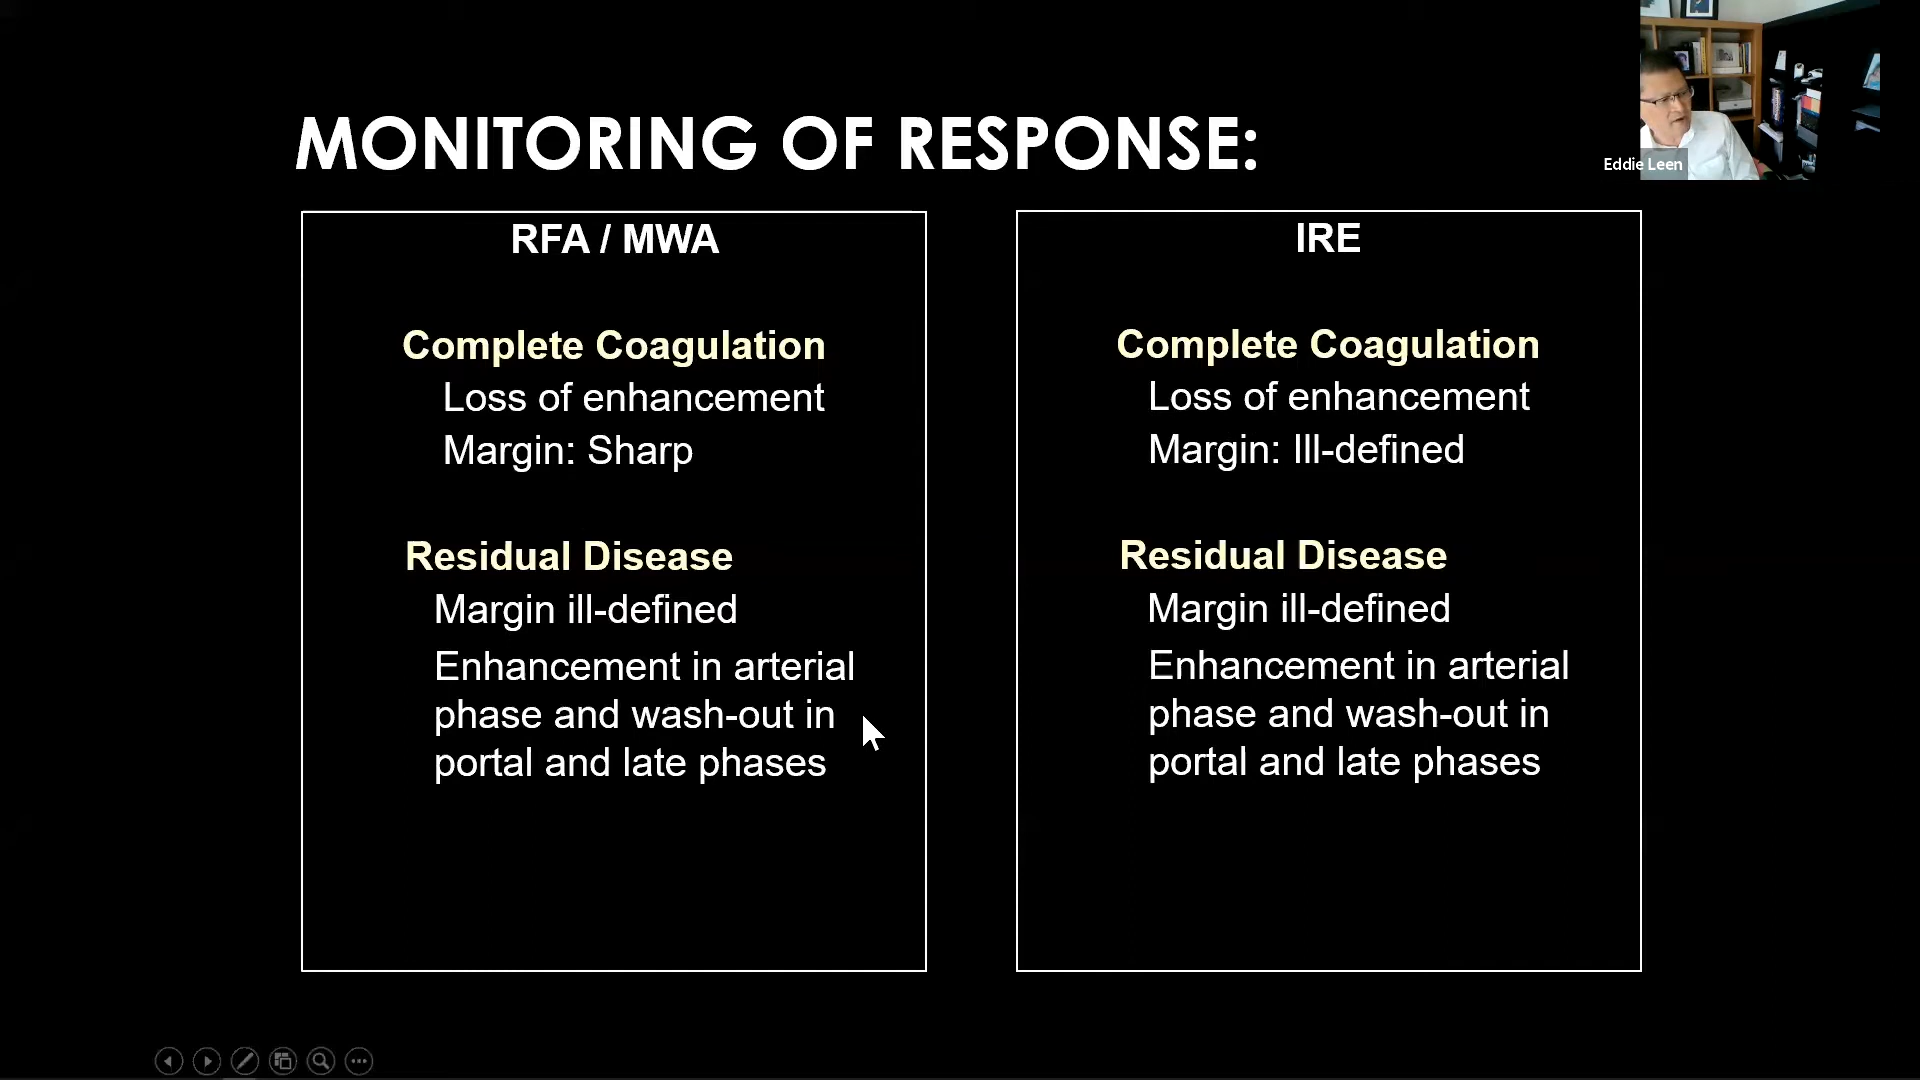 MONITORING OF RESPONSE:
Eddie Leen
RFA / MWA
Complete Coagulation
Loss of enhancement
Margin: Sharp
Residual Disease
Margin ill-defined
Enhancement in arterial
phase and wash-out in
portal and late phases
IRE
Complete Coagulation
Loss of enhancement
Margin: Ill-defined
Residual Disease
Margin ill-defined
Enhancement in arterial
phase and wash-out in
portal and late phases